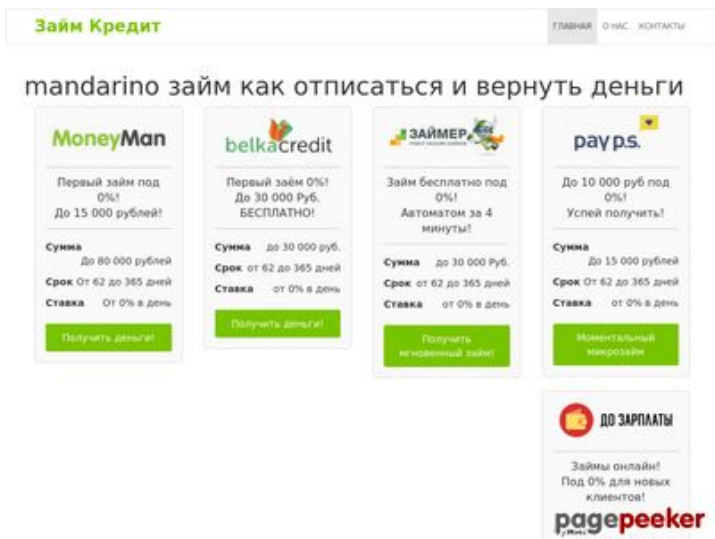 Займ Кредит
ГЛАВНАЯ О НАС КОНТАКТЫ
mandarino займ как отписаться и вернуть деньги
MoneyMan
Первый займ под
0%!
До 15 000 рублей!
Сумма
До 80 000 рублей
Срок От 62 до 365 дней
Ставка От 0% в день
Получить деньги!
belkacredit
Первый заём 0%!
До 30 000 Руб.
БЕСПЛАТНО!
Сумма до 30 000 руб.
Срок от 62 до 365 дней
Ставка от 0% в день
Получить деньги!
ЗАЙМЕР
Займ бесплатно под
0%!
Автоматом за 4
минуты!
Сумма до 30 000 Руб.
Срок от 62 до 365 дней
Ставка от 0% в день
Получить
мгновенный займ!
pay p.s.
До 10 000 руб под
0%!
Успей получить!
Сумма
До 15 000 рублей
Срок От 62 до 365 дней
Ставка от 0% в день
Моментальный
микрозайм
ДО ЗАРПЛАТЫ
Займы онлайн!
Под 0% для новых
клиентов!
pagepeeker